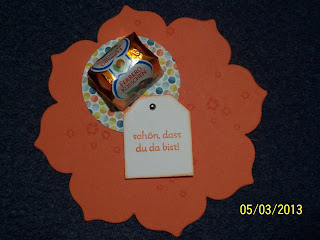 schön, dass
du da bist!
05/03/2013